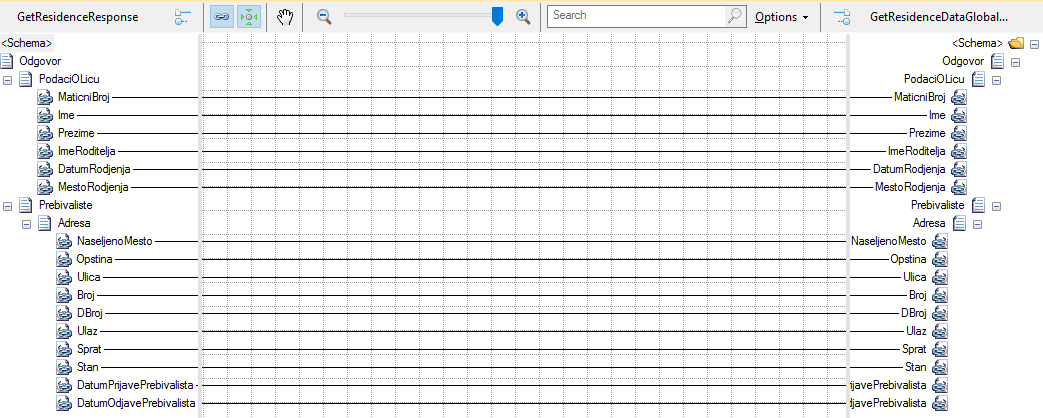 GetResidenceResponse Search Options GetResidenceDataGlobal...
<Schema> <Schema>
Odgovor Odgovor
PodaciOLicu PodaciOLicu
MaticniBroj MaticniBroj
Ime Ime
Prezime Prezime
ImeRoditelja ImeRoditelja
DatumRodjenja DatumRodjenja
MestoRodjenja MestoRodjenja
Prebivaliste Prebivaliste
Adresa Adresa
NaseljenoMesto NaseljenoMesto
Opstina Opstina
Ulica Ulica
Broj Broj
DBroj DBroj
Ulaz Ulaz
Sprat Sprat
Stan Stan
DatumPrijavePrebivalista ijavePrebivalista
DatumOdjavePrebivalista djavePrebivalista